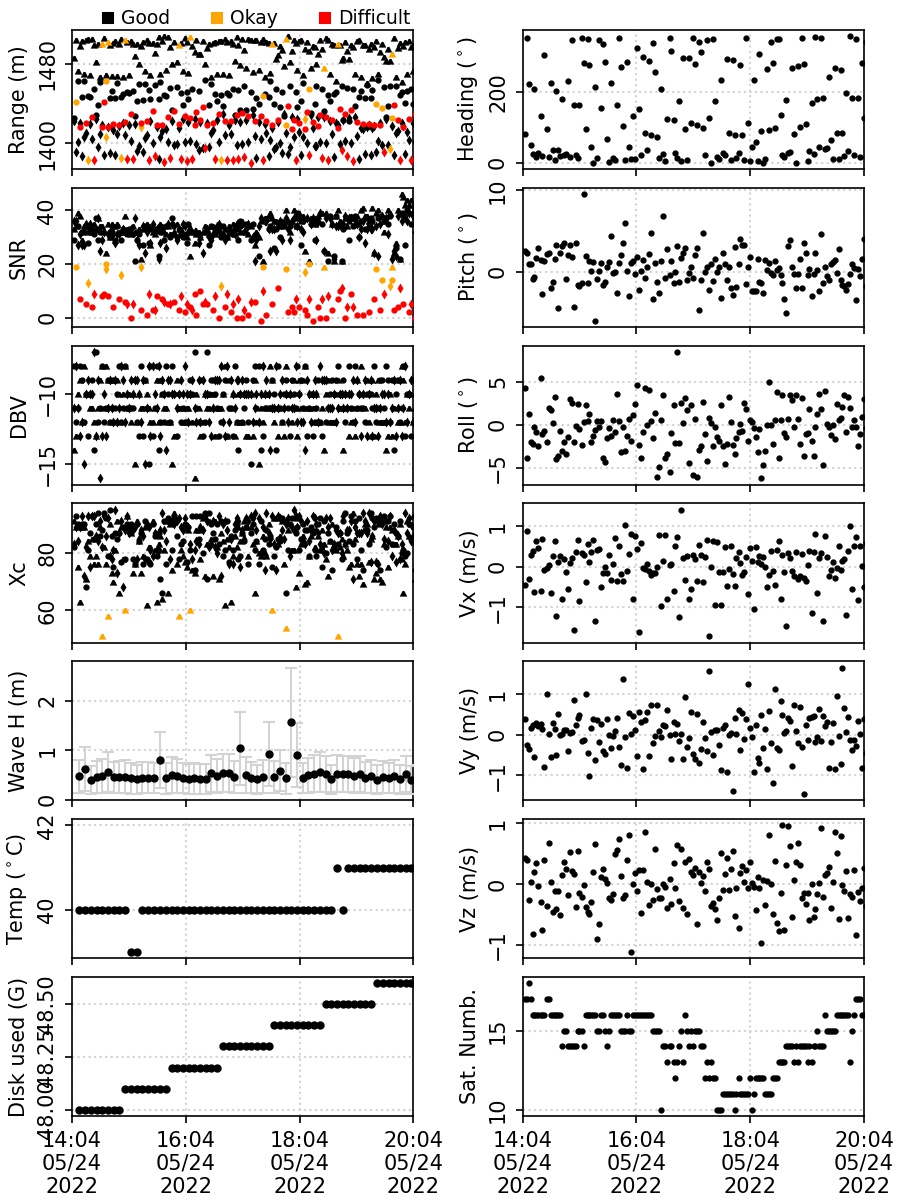 Good Okay Difficult
Range (m)
1480
1400
Heading (°)
200
0
SNR
40
20
0
Pitch (°)
10
0
DBV
−10
−15
Roll (°)
5
0
−5
Xc
80
60
Vx (m/s)
1
0
−1
Wave H (m)
2
1
0
Vy (m/s)
1
0
−1
Temp (°C)
42
40
Vz (m/s)
1
0
−1
Disk used (G)
48.50
48.25
48.00
Sat. Numb.
15
10
14:04 16:04 18:04 20:04 14:04 16:04 18:04 20:04
05/24 05/24 05/24 05/24 05/24 05/24 05/24 05/24
2022 2022 2022 2022 2022 2022 2022 2022